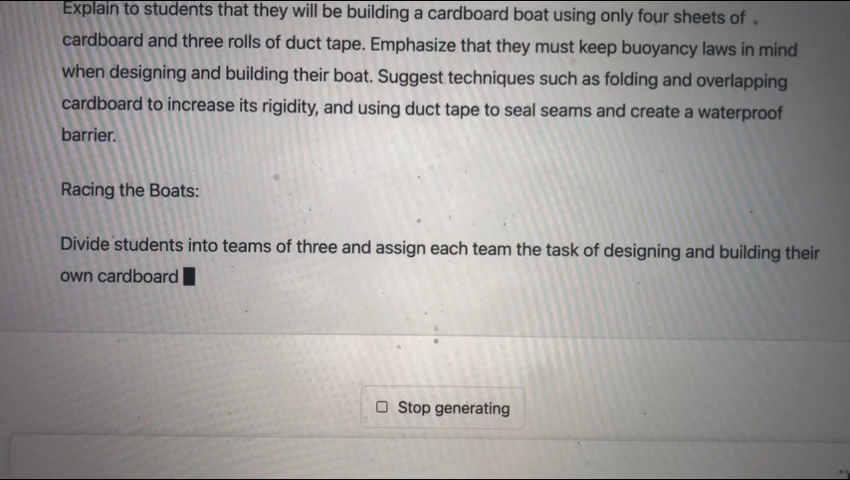 Explain to students that they will be building a cardboard boat using only four sheets of
cardboard and three rolls of duct tape. Emphasize that they must keep buoyancy laws in mind
when designing and building their boat. Suggest techniques such as folding and overlapping
cardboard to increase its rigidity, and using duct tape to seal seams and create a waterproof
barrier.
Racing the Boats:
Divide students into teams of three and assign each team the task of designing and building their
own cardboard
Stop generating